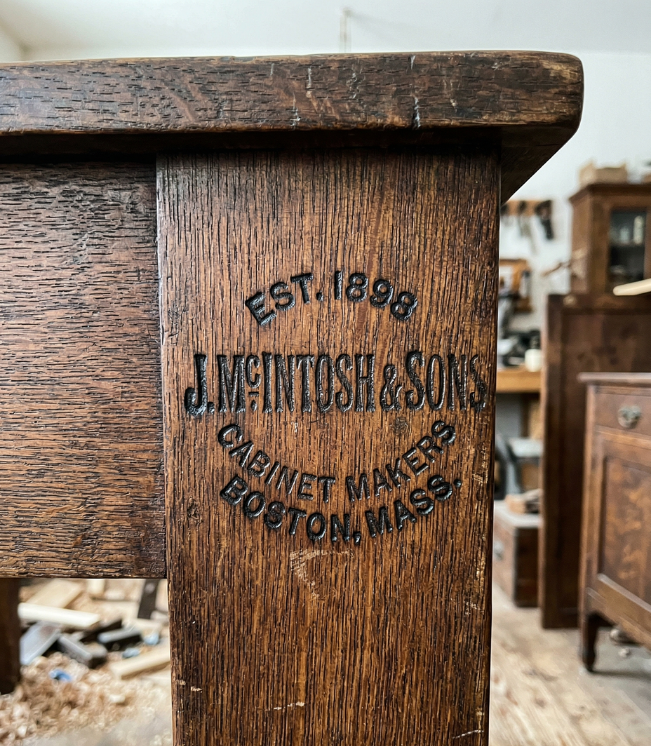 EST. 1898
J. McINTOSH & SONS
CABINET MAKERS
BOSTON, MASS.